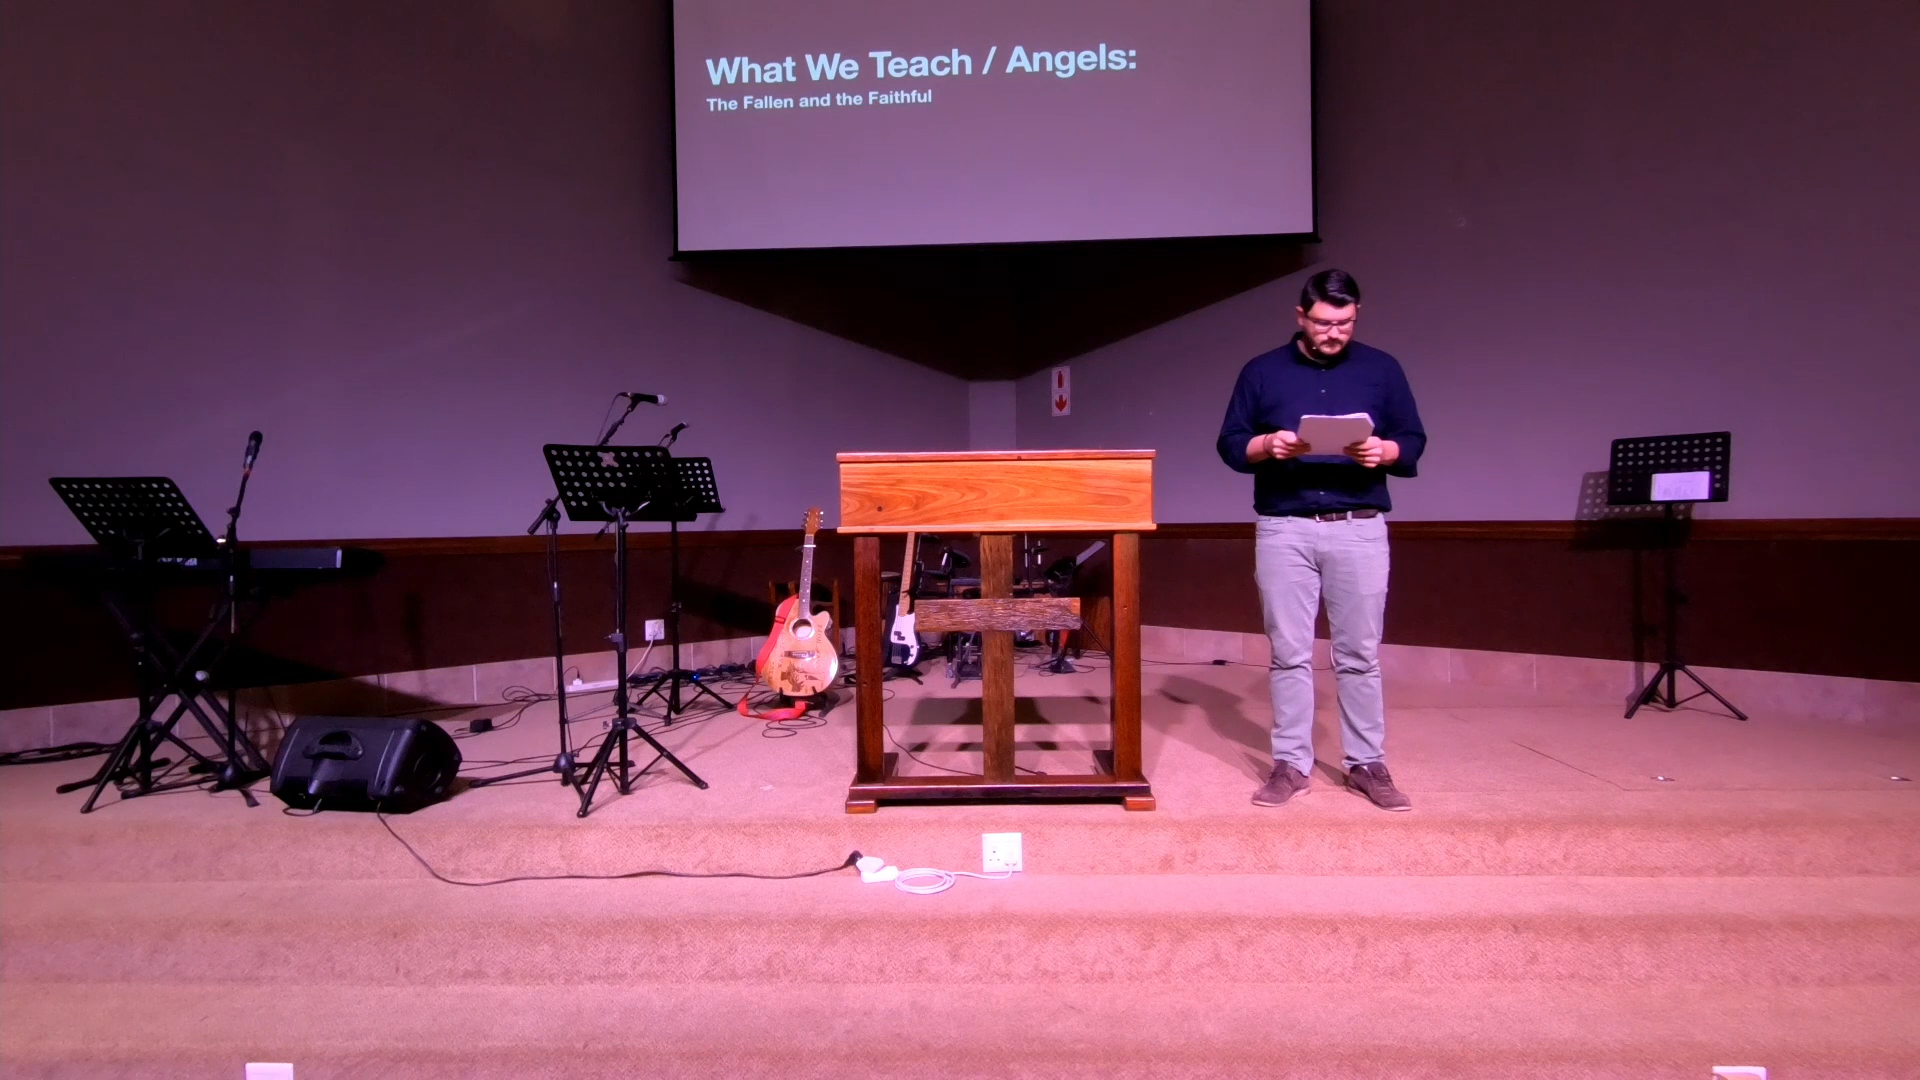 What We Teach / Angels:
The Fallen and the Faithful